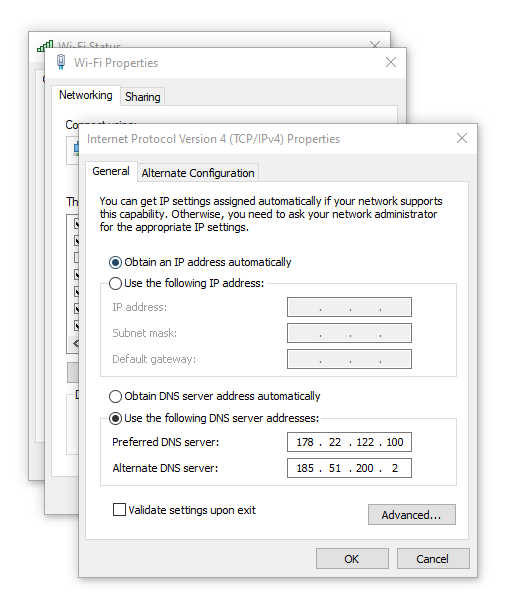 Wi-Fi Status
Wi-Fi Properties
Networking
Sharing
Connect using:
Internet Protocol Version 4 (TCP/IPv4) Properties
General
Alternate Configuration
You can get IP settings assigned automatically if your network supports
this capability. Otherwise, you need to ask your network administrator
for the appropriate IP settings.
Obtain an IP address automatically
Use the following IP address:
IP address:
Subnet mask:
Default gateway:
Obtain DNS server address automatically
Use the following DNS server addresses:
Preferred DNS server:
178 . 22 . 122 . 100
Alternate DNS server:
185 . 51 . 200 . 2
Validate settings upon exit
Advanced...
OK
Cancel